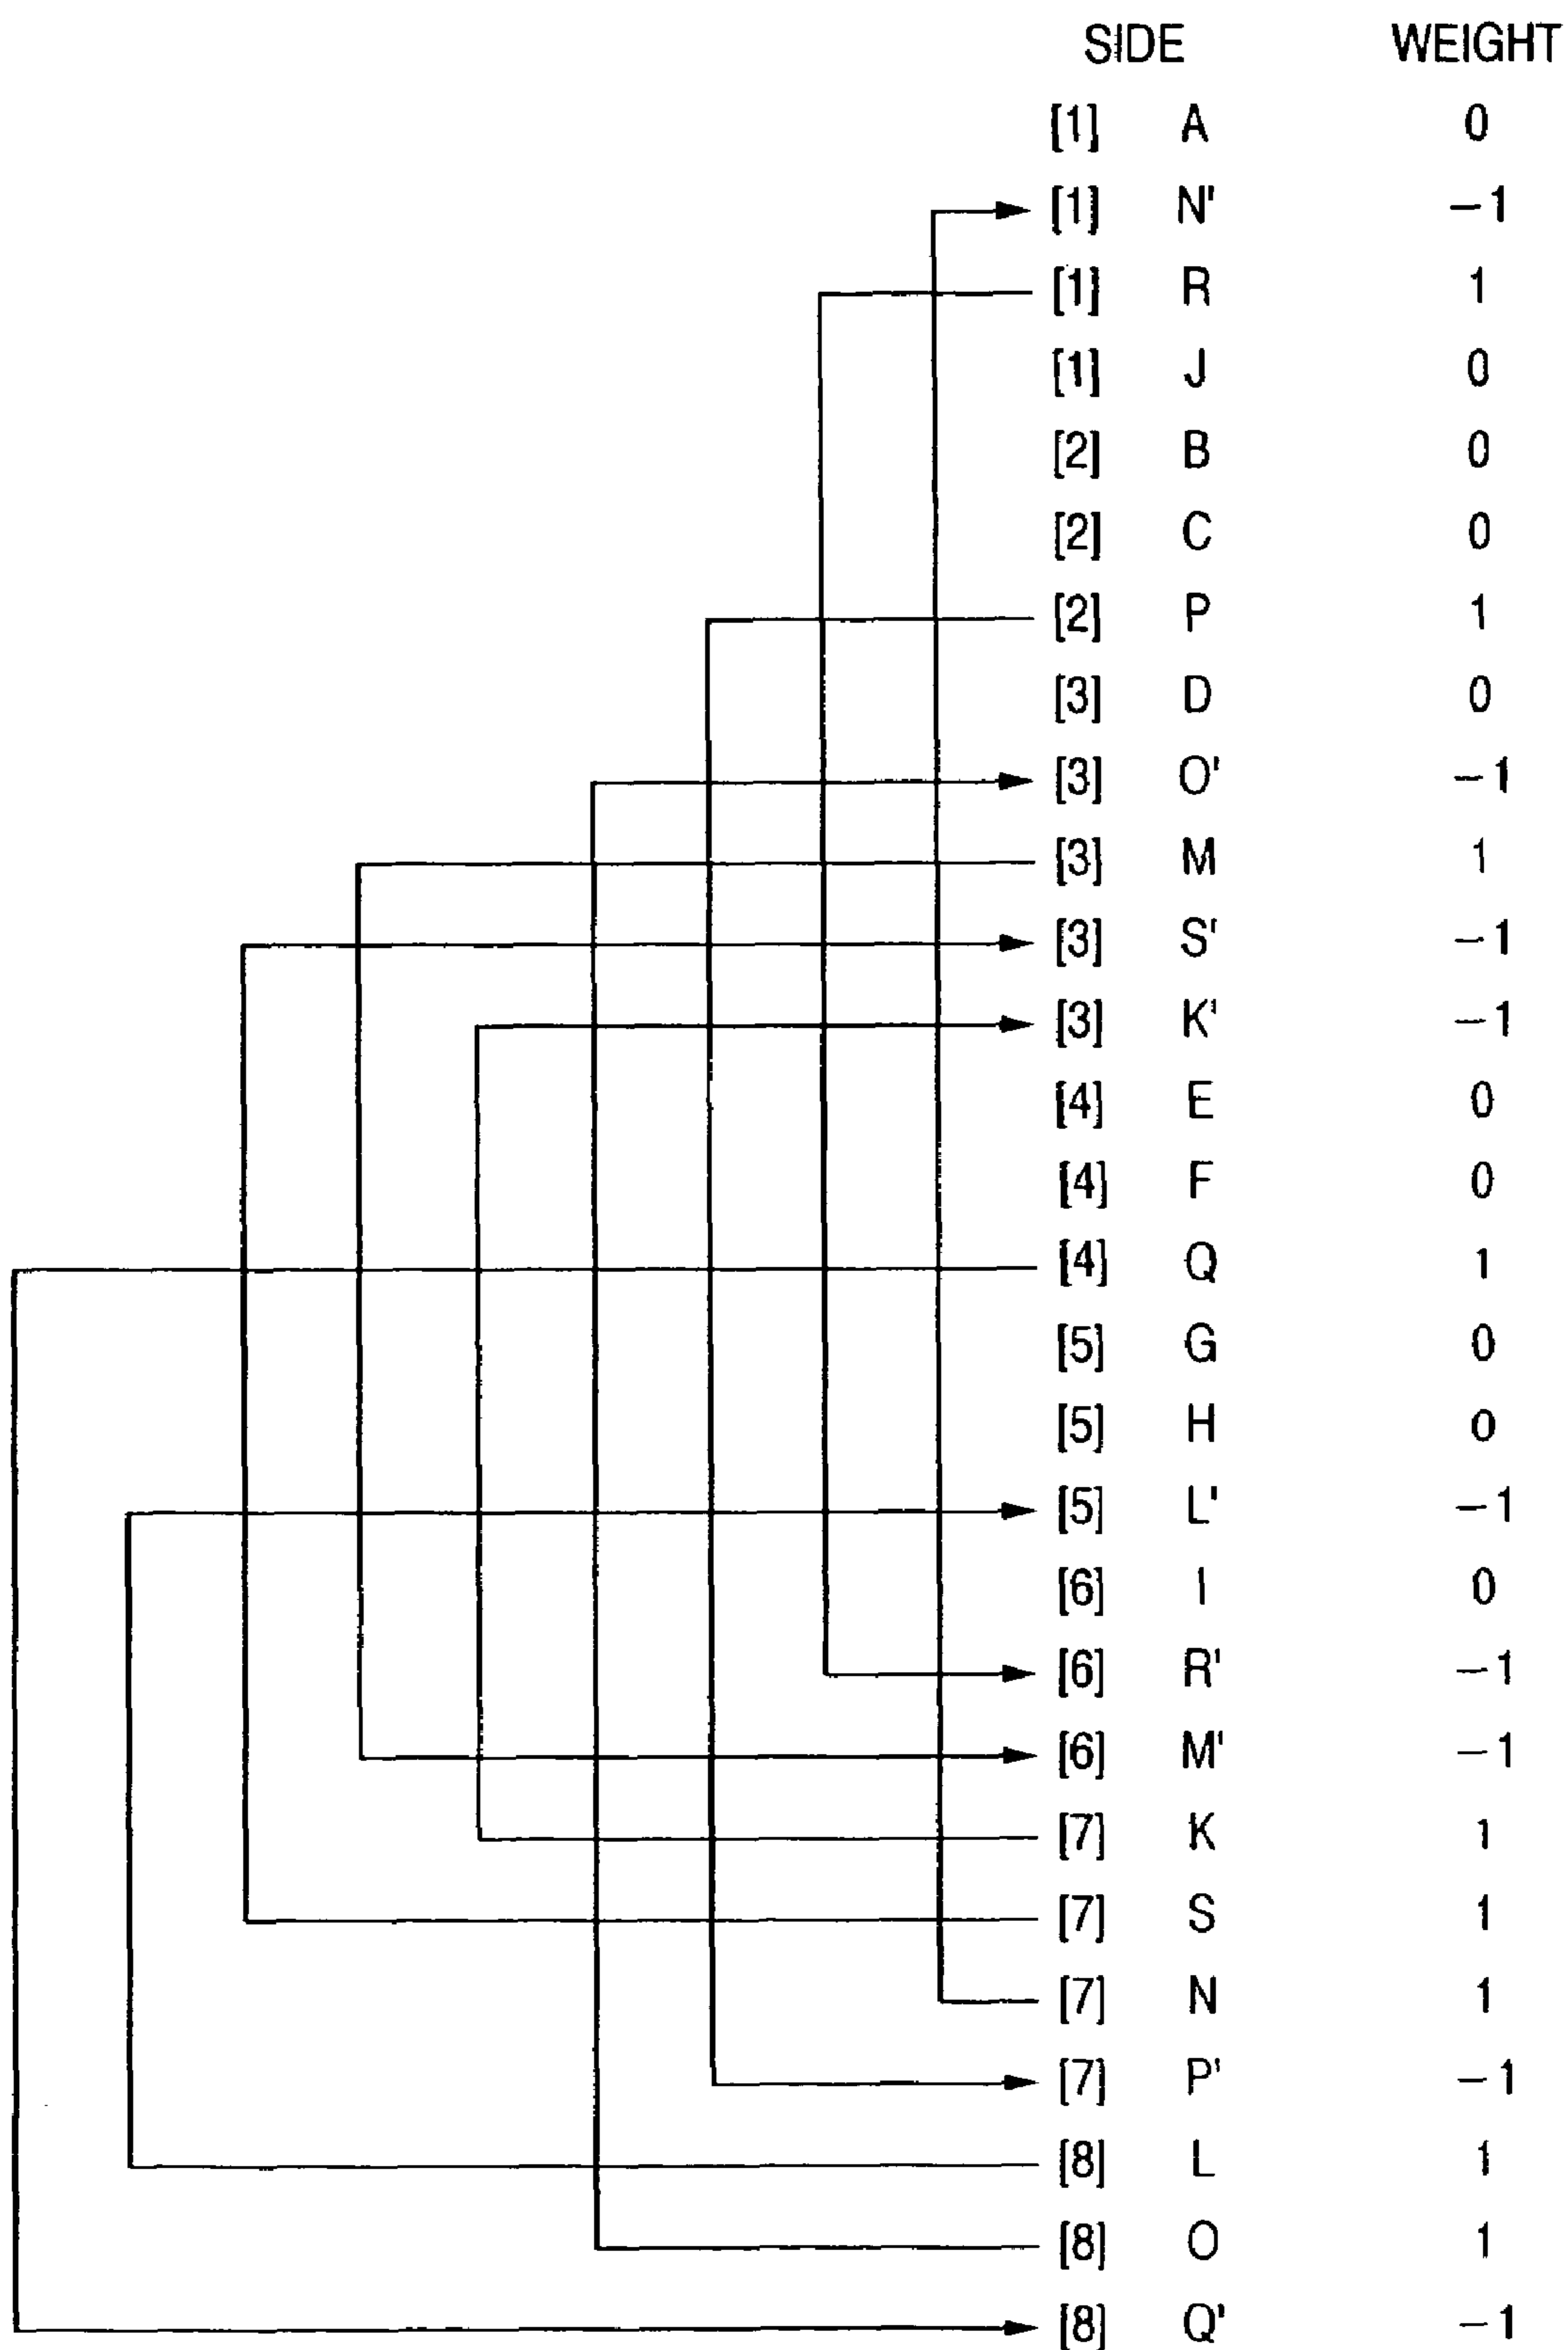 SIDE WEIGHT
[1] A 0
[1] N' −1
[1] R 1
[1] J 0
[2] B 0
[2] C 0
[2] P 1
[3] D 0
[3] O' −1
[3] M 1
[3] S' −1
[3] K' −1
[4] E 0
[4] F 0
[4] Q 1
[5] G 0
[5] H 0
[5] L' −1
[6] I 0
[6] R' −1
[6] M' −1
[7] K 1
[7] S 1
[7] N 1
[7] P' −1
[8] L 1
[8] O 1
[8] Q' −1